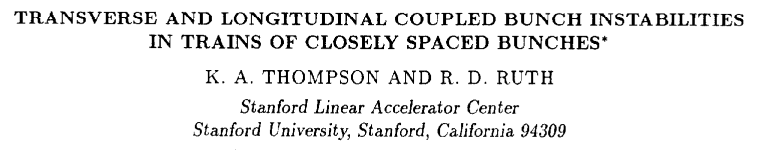 TRANSVERSE AND LONGITUDINAL COUPLED BUNCH INSTABILITIES
IN TRAINS OF CLOSELY SPACED BUNCHES*
K. A. THOMPSON AND R. D. RUTH
Stanford Linear Accelerator Center
Stanford University, Stanford, California 94309